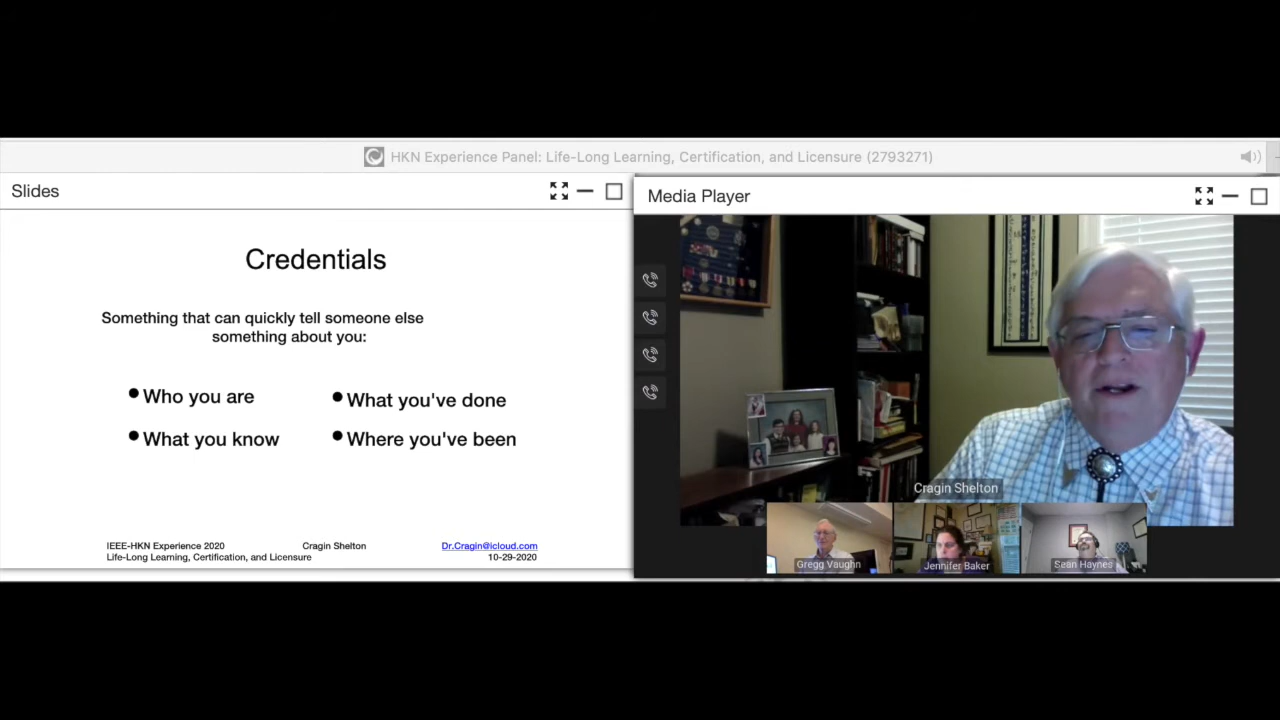 HKN Experience Panel: Life-Long Learning, Certification, and Licensure (2793271)
Slides
Credentials
Something that can quickly tell someone else
something about you:
Who you are
What you've done
What you know
Where you've been
IEEE-HKN Experience 2020
Cragin Shelton
Dr.Cragin@icloud.com
Life-Long Learning, Certification, and Licensure
10-29-2020
Media Player
Cragin Shelton
Gregg Vaughn
Jennifer Baker
Sean Haynes